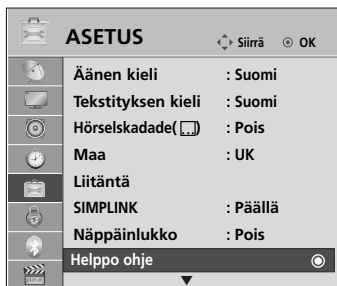 ASETUS Siirrä OK
Äänen kieli : Suomi
Tekstityksen kieli : Suomi
Hörselskadade( ) : Pois
Maa : UK
Liitäntä
SIMPLINK : Päällä
Näppäinlukko : Pois
Helppo ohje